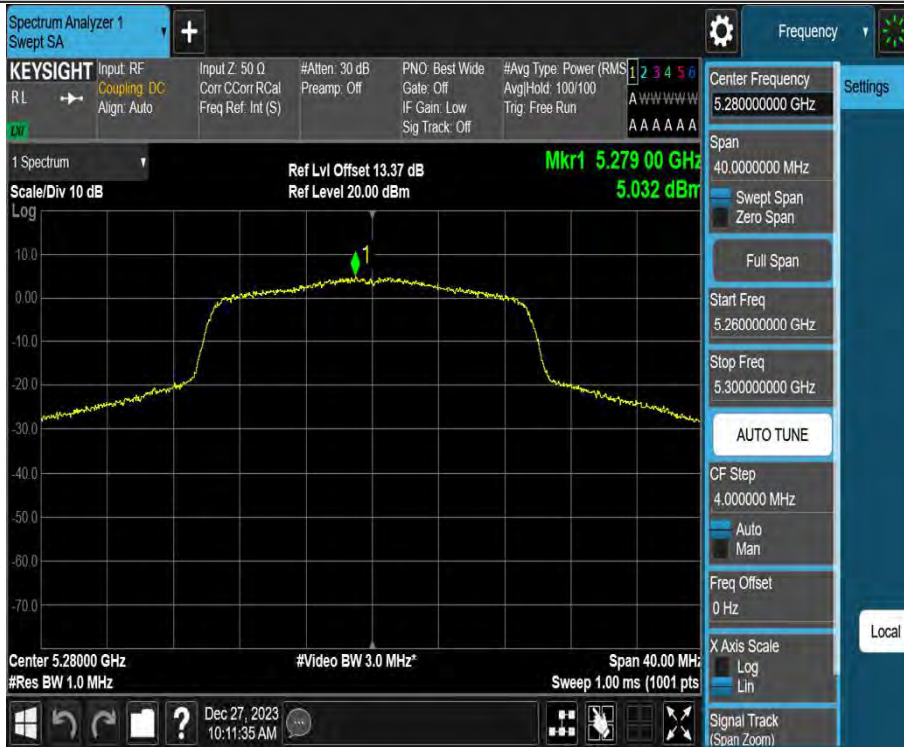 Spectrum Analyzer 1
Swept SA
+
Frequency
KEYSIGHT
RL
LXI
Input: RF
Coupling: DC
Align: Auto
Input Z: 50 Ω
Corr CCorr RCal
Freq Ref: Int (S)
#Atten: 30 dB
Preamp: Off
PNO: Best Wide
Gate: Off
IF Gain: Low
Sig Track: Off
#Avg Type: Power (RMS
Avg|Hold: 100/100
Trig: Free Run
1 2 3 4 5 6
A W W W W W
A A A A A A
1 Spectrum
Scale/Div 10 dB
Log
Ref Lvl Offset 13.37 dB
Ref Level 20.00 dBm
Mkr1 5.279 00 GHz
5.032 dBm
1
10.0
0.00
-10.0
-20.0
-30.0
-40.0
-50.0
-60.0
-70.0
Center 5.28000 GHz
#Res BW 1.0 MHz
#Video BW 3.0 MHz*
Span 40.00 MHz
Sweep 1.00 ms (1001 pts
?
Dec 27, 2023
10:11:35 AM
Center Frequency
5.280000000 GHz
Span
40.0000000 MHz
Swept Span
Zero Span
Full Span
Start Freq
5.260000000 GHz
Stop Freq
5.300000000 GHz
AUTO TUNE
CF Step
4.000000 MHz
Auto
Man
Freq Offset
0 Hz
X Axis Scale
Log
Lin
Signal Track
(Span Zoom)
Settings
Local